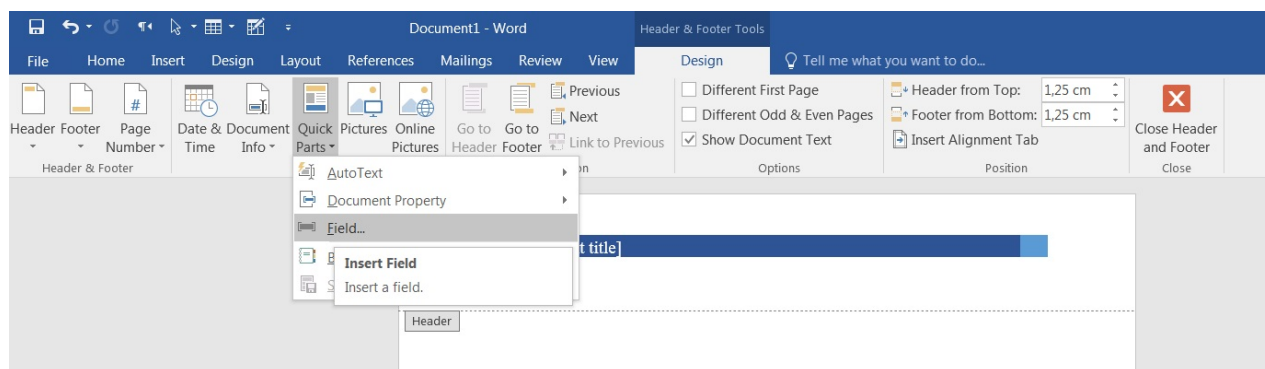 Document1 - Word
Header & Footer Tools
File Home Insert Design Layout References Mailings Review View Design Tell me what you want to do...
Header Footer Page Number
Date & Time Document Info
Quick Parts Pictures Online Pictures
Go to Header Go to Footer
Previous
Next
Link to Previous
Different First Page
Different Odd & Even Pages
Show Document Text
Header from Top: 1,25 cm
Footer from Bottom: 1,25 cm
Insert Alignment Tab
Close Header and Footer
Header & Footer
on
Options
Position
Close
AutoText
Document Property
Field...
B
S
Insert Field
Insert a field.
t title]
Header